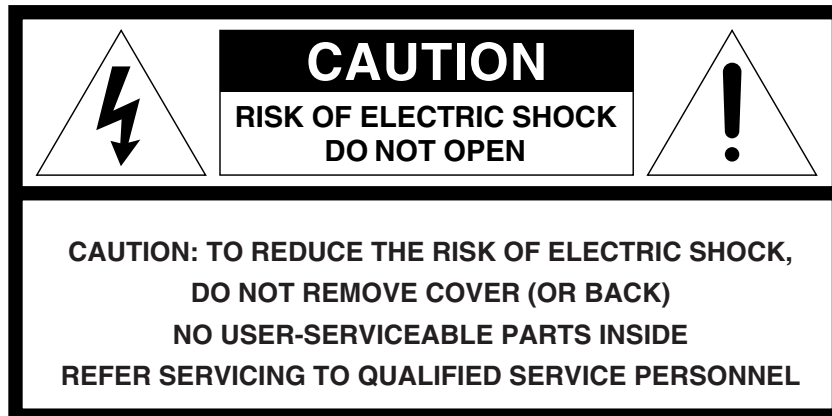 CAUTION
RISK OF ELECTRIC SHOCK
DO NOT OPEN
CAUTION: TO REDUCE THE RISK OF ELECTRIC SHOCK,
DO NOT REMOVE COVER (OR BACK)
NO USER-SERVICEABLE PARTS INSIDE
REFER SERVICING TO QUALIFIED SERVICE PERSONNEL